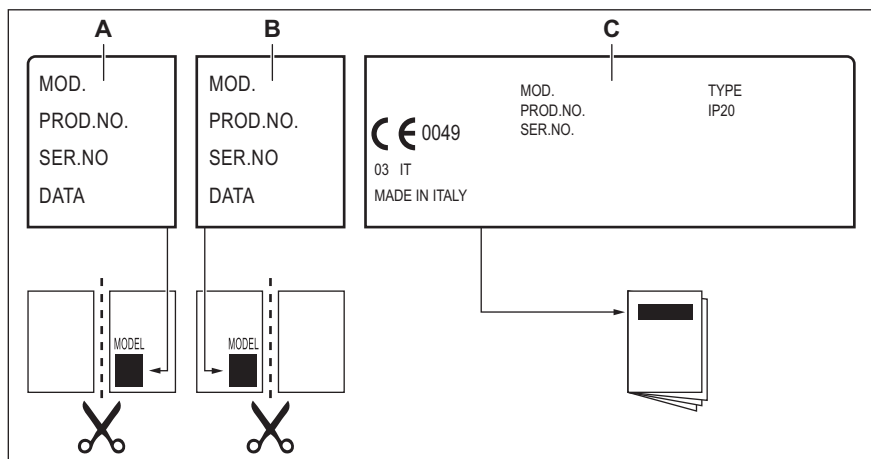 A
B
C
MOD.
PROD.NO.
SER.NO
DATA
MOD.
PROD.NO.
SER.NO
DATA
MOD.
PROD.NO.
SER.NO.
TYPE
IP20
CE 0049
03 IT
MADE IN ITALY
MODEL
MODEL